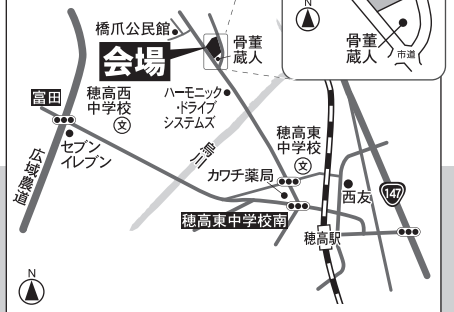 橋爪公民館
会場
骨董
蔵人
N
骨董
蔵人
市道
富田
穂高西
中学校
文
ハーモニック
・ドライブ
システムズ
セブン
イレブン
広域農道
烏川
穂高東
中学校
文
カワチ薬局
西友
147
穂高東中学校南
穂高駅
N